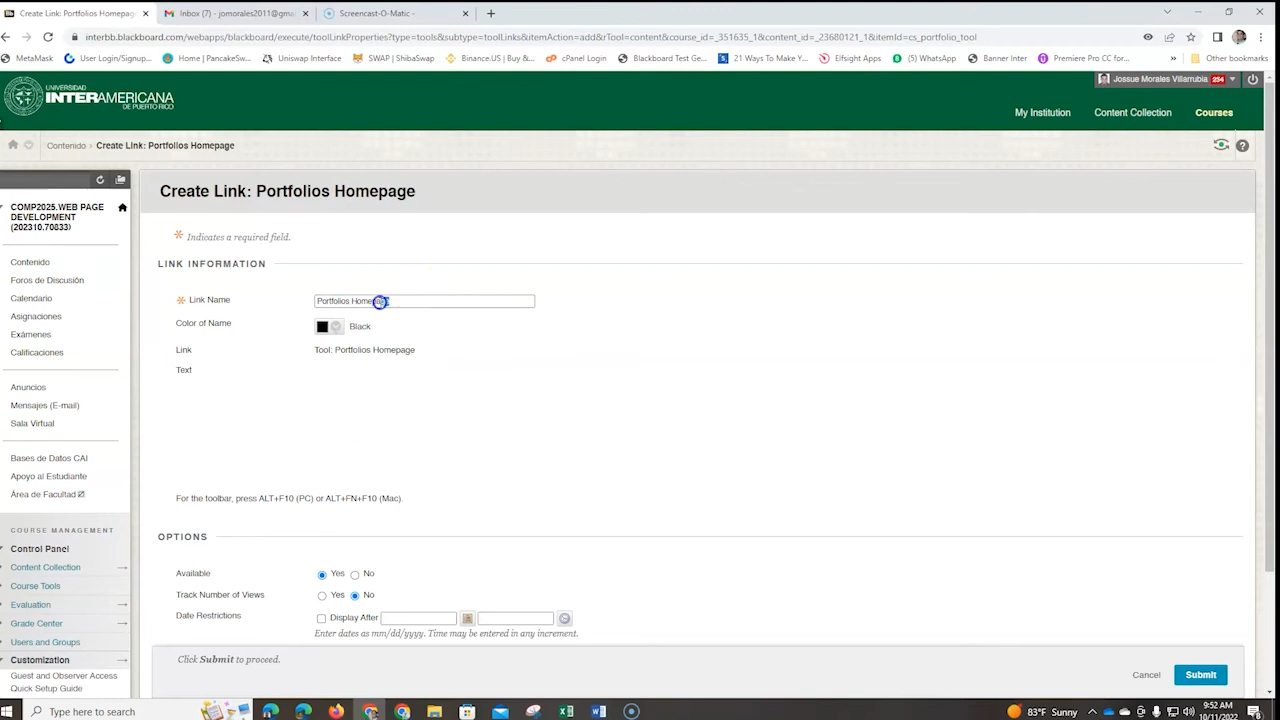 Create Link: Portfolios Homepag
Inbox (7) - jomorales2011@gma
Screencast-O-Matic -
interbb.blackboard.com/webapps/blackboard/execute/toolLinkProperties?type=tools&subtype=toolLinks&itemAction=add&rTool=content&course_id=_351635_1&content_id=_23680121_1&itemId=cs_portfolio_tool
MetaMask
User Login/Signup...
Home | PancakeSw...
Uniswap Interface
SWAP | ShibaSwap
Binance.US | Buy &...
cPanel Login
Blackboard Test Ge...
21 Ways To Make Y...
Elfsight Apps
(5) WhatsApp
Banner Inter
Premiere Pro CC for...
»
Other bookmarks
UNIVERSIDAD
INTERAMERICANA
DE PUERTO RICO
Jossue Morales Villarrubia 254
My Institution
Content Collection
Courses
Contenido > Create Link: Portfolios Homepage
COMP2025.WEB PAGE
DEVELOPMENT
(202310.70833)
Contenido
Foros de Discusión
Calendario
Asignaciones
Exámenes
Calificaciones
Anuncios
Mensajes (E-mail)
Sala Virtual
Bases de Datos CAI
Apoyo al Estudiante
Área de Facultad
COURSE MANAGEMENT
Control Panel
Content Collection
Course Tools
Evaluation
Grade Center
Users and Groups
Customization
Guest and Observer Access
Quick Setup Guide
Create Link: Portfolios Homepage
* Indicates a required field.
LINK INFORMATION
* Link Name
Portfolios Homepage
Color of Name
Black
Link
Tool: Portfolios Homepage
Text
For the toolbar, press ALT+F10 (PC) or ALT+FN+F10 (Mac).
OPTIONS
Available
Yes No
Track Number of Views
Yes No
Date Restrictions
Display After
Enter dates as mm/dd/yyyy. Time may be entered in any increment.
Click Submit to proceed.
Cancel
Submit
Type here to search
83°F Sunny
9:52 AM
10/11/2022